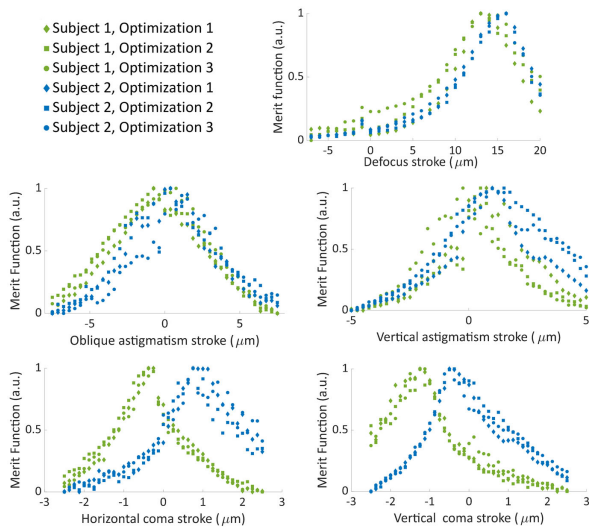 Subject 1, Optimization 1
Subject 1, Optimization 2
Subject 1, Optimization 3
Subject 2, Optimization 1
Subject 2, Optimization 2
Subject 2, Optimization 3
Merit function (a.u.)
1
0.5
0
-5 0 5 10 15 20
Defocus stroke (μm)
Merit Function (a.u.)
1
0.5
0
-5 0 5
Oblique astigmatism stroke (μm)
Merit Function (a.u.)
1
0.5
0
-5 0 5
Vertical astigmatism stroke (μm)
Merit Function (a.u.)
1
0.5
0
-3 -2 -1 0 1 2 3
Horizontal coma stroke (μm)
Merit Function (a.u.)
1
0.5
0
-3 -2 -1 0 1 2 3
Vertical coma stroke (μm)